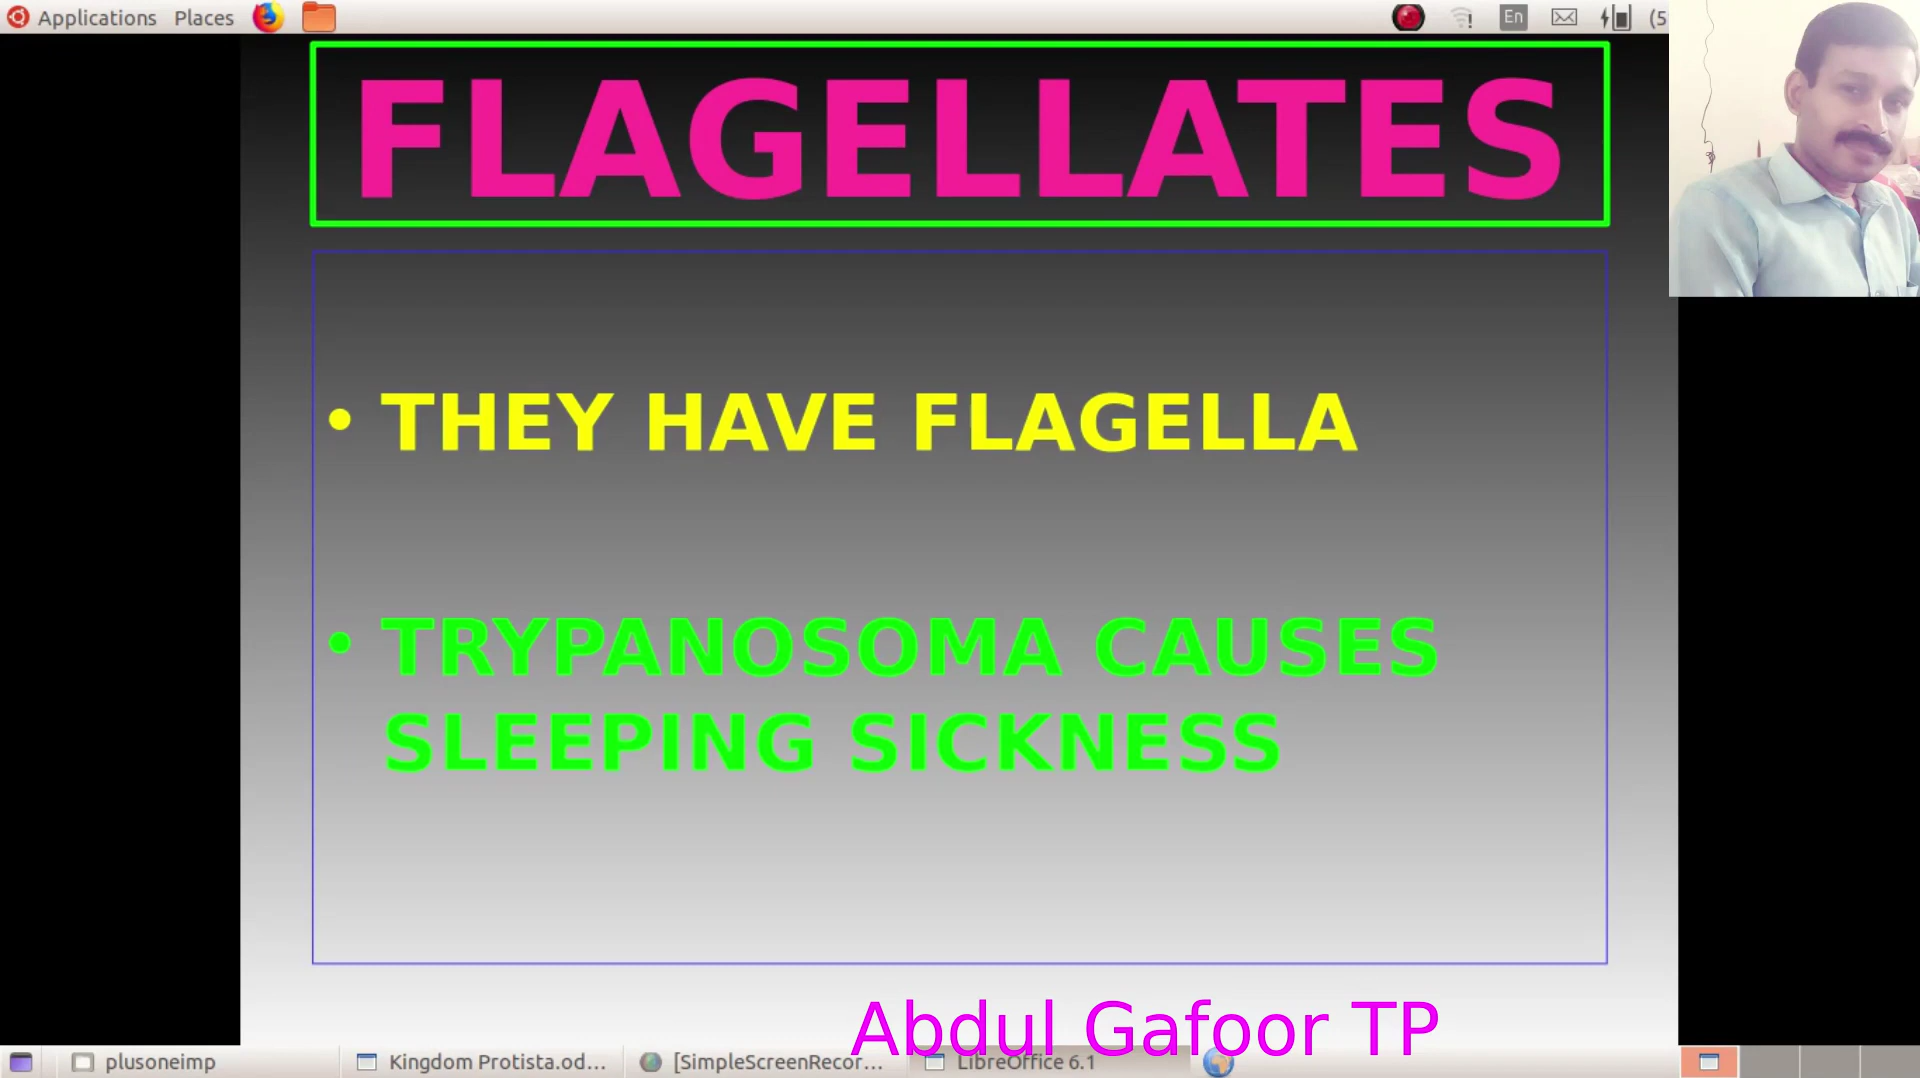 Applications Places
En
(5
FLAGELLATES
• THEY HAVE FLAGELLA
• TRYPANOSOMA CAUSES
SLEEPING SICKNESS
Abdul Gafoor TP
plusoneimp
Kingdom Protista.od...
[SimpleScreenRecor...
LibreOffice 6.1